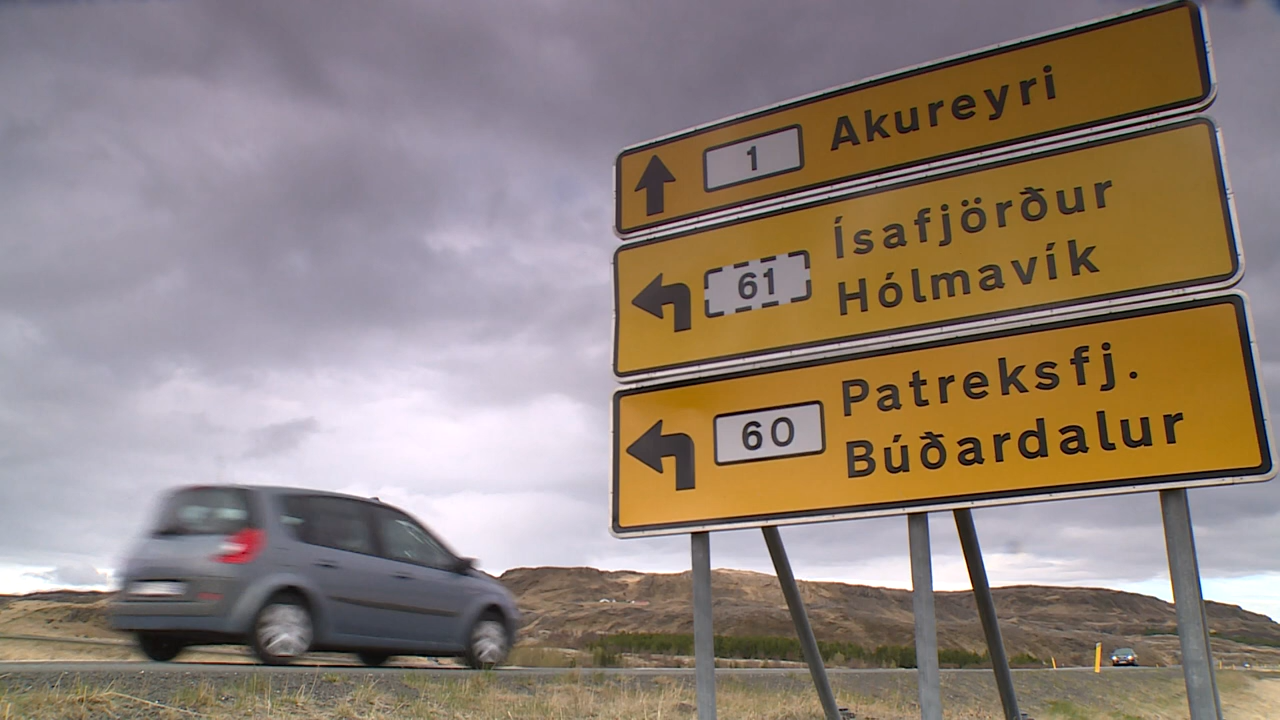 1 Akureyri
61 Ísafjörður
Hólmavík
60 Patreksfj.
Búðardalur